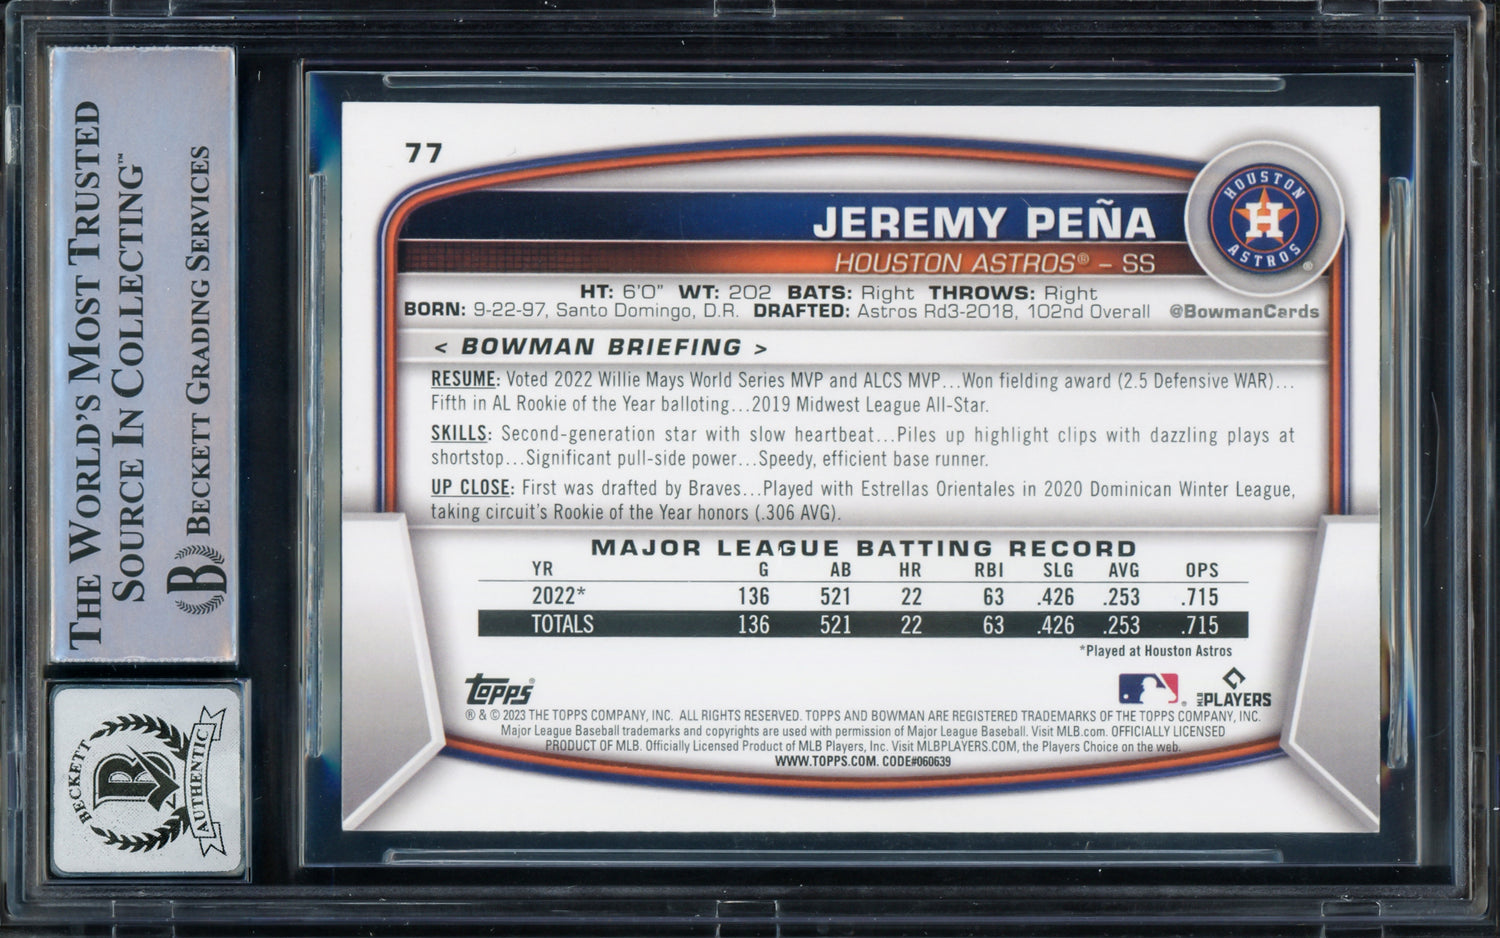 THE WORLD'S MOST TRUSTED
SOURCE IN COLLECTING™
BECKETT GRADING SERVICES
B
BECKETT
B
AUTHENTIC
77
HOUSTON
H
ASTROS
®
JEREMY PEÑA
HOUSTON ASTROS® – SS
HT: 6'0" WT: 202 BATS: Right THROWS: Right
BORN: 9-22-97, Santo Domingo, D.R. DRAFTED: Astros Rd3-2018, 102nd Overall @BowmanCards
< BOWMAN BRIEFING >
RESUME: Voted 2022 Willie Mays World Series MVP and ALCS MVP...Won fielding award (2.5 Defensive WAR)...
Fifth in AL Rookie of the Year balloting...2019 Midwest League All-Star.
SKILLS: Second-generation star with slow heartbeat...Piles up highlight clips with dazzling plays at
shortstop...Significant pull-side power...Speedy, efficient base runner.
UP CLOSE: First was drafted by Braves...Played with Estrellas Orientales in 2020 Dominican Winter League,
taking circuit's Rookie of the Year honors (.306 AVG).
MAJOR LEAGUE BATTING RECORD
YR G AB HR RBI SLG AVG OPS
2022* 136 521 22 63 .426 .253 .715
TOTALS 136 521 22 63 .426 .253 .715
*Played at Houston Astros
topps® ® MLB PLAYERS
® & © 2023 THE TOPPS COMPANY, INC. ALL RIGHTS RESERVED. TOPPS AND BOWMAN ARE REGISTERED TRADEMARKS OF THE TOPPS COMPANY, INC.
Major League Baseball trademarks and copyrights are used with permission of Major League Baseball. Visit MLB.com. OFFICIALLY LICENSED
PRODUCT OF MLB. Officially Licensed Product of MLB Players, Inc. Visit MLBPLAYERS.COM, the Players Choice on the web.
WWW.TOPPS.COM. CODE#060639